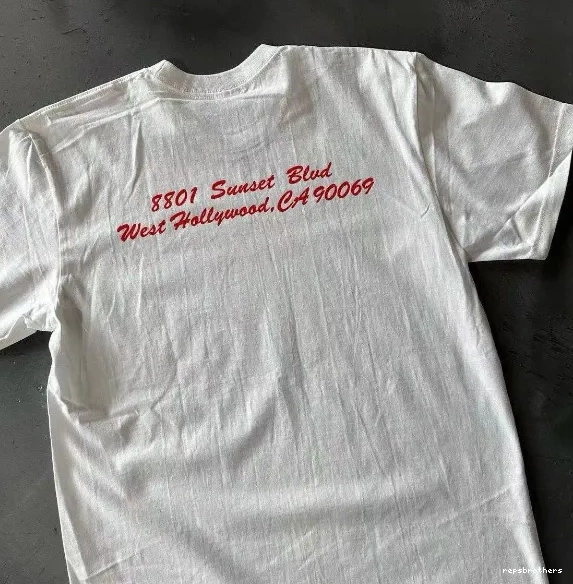 8801 Sunset Blvd
West Hollywood, CA 90069
repsbrothers